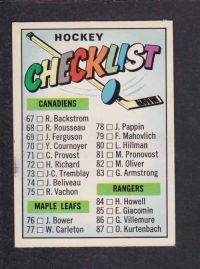 HOCKEY
CHECKLIST
CANADIENS
67 □ R. Backstrom
68 □ R. Rousseau
69 □ J. Ferguson
70 □ Y. Cournoyer
71 □ C. Provost
72 □ H. Richard
73 □ J-C. Tremblay
74 □ J. Beliveau
75 □ R. Vachon
MAPLE LEAFS
76 □ J. Bower
77 □ W. Carleton
78 □ J. Pappin
79 □ F. Mahovlich
80 □ L. Hillman
81 □ M. Pronovost
82 □ M. Oliver
83 □ G. Armstrong
RANGERS
84 □ H. Howell
85 □ E. Giacomin
86 □ G. Villemure
87 □ O. Kurtenbach